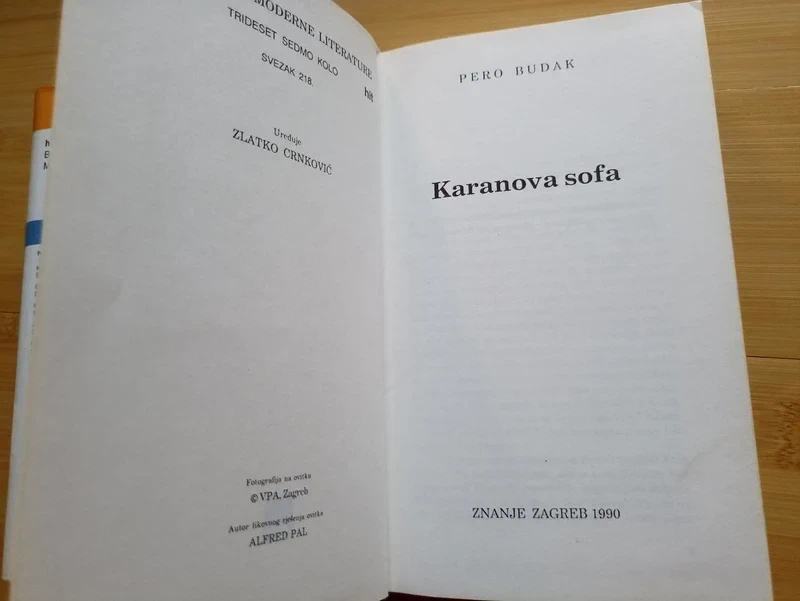 MODERNE LITERATURE
TRIDESET SEDMO KOLO
SVEZAK 218.
hit
Uređuje
ZLATKO CRNKOVIĆ
Fotografija na ovitku
© VPA, Zagreb
Autor likovnog rješenja ovitka
ALFRED PAL
PERO BUDAK
Karanova sofa
ZNANJE ZAGREB 1990